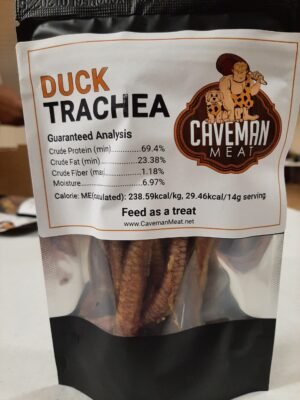 DUCK
TRACHEA
CAVEMAN
MEAT
Guaranteed Analysis
Crude Protein (min)..............69.4%
Crude Fat (min)...................23.38%
Crude Fiber (ma)..................1.18%
Moisture.............................6.97%
Calorie: ME(culated): 238.59kcal/kg, 29.46kcal/14g serving
Feed as a treat
www.CavemanMeat.net